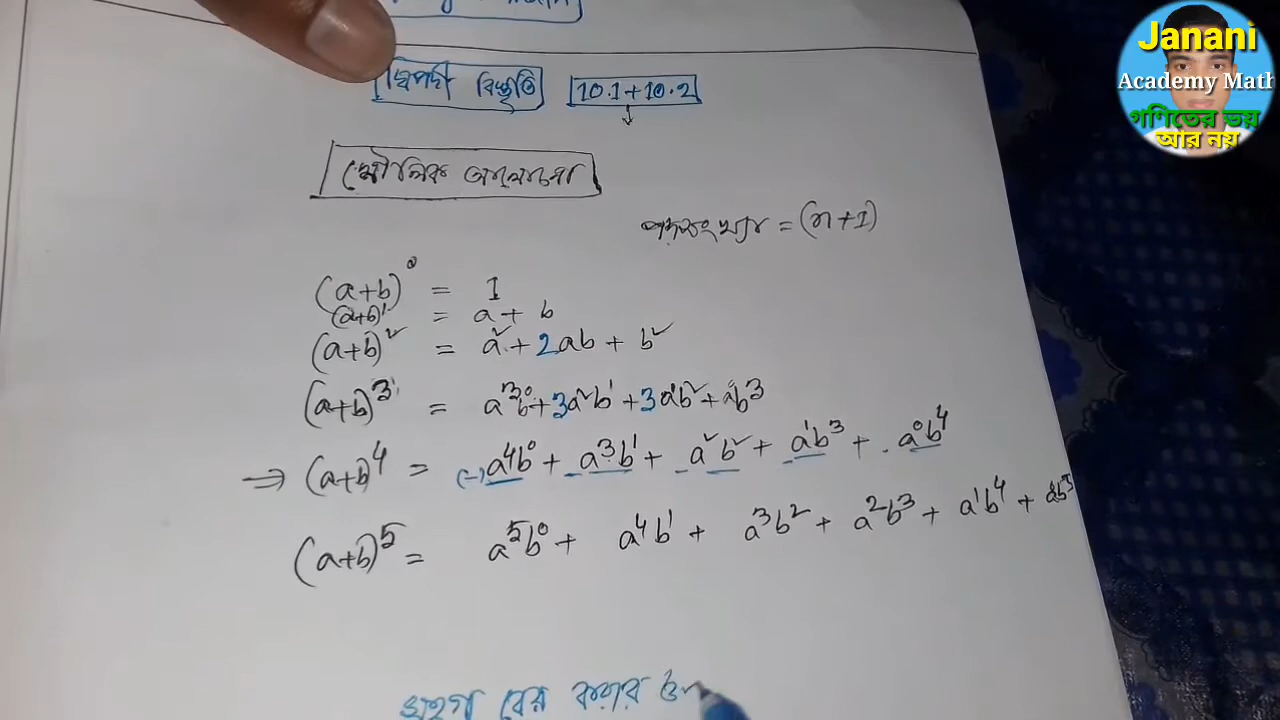 Janani
Academy Math
গণিতের ভয়
আর নয়
দ্বিপদী বিস্তৃতি 10.1+10.2
মৌলিক আলোচনা
পদসংখ্যা = (n+1)
(a+b)⁰ = 1
(a+b)¹ = a + b
(a+b)² = a² + 2ab + b²
(a+b)³ = a³b⁰ + 3a²b¹ + 3a¹b² + a⁰b³
⇒ (a+b)⁴ = (–) a⁴b⁰ + _ a³b¹ + _ a²b² + _ a¹b³ + _ a⁰b⁴
(a+b)⁵ = a⁵b⁰ + a⁴b¹ + a³b² + a²b³ + a¹b⁴ +
সহগ বের করার